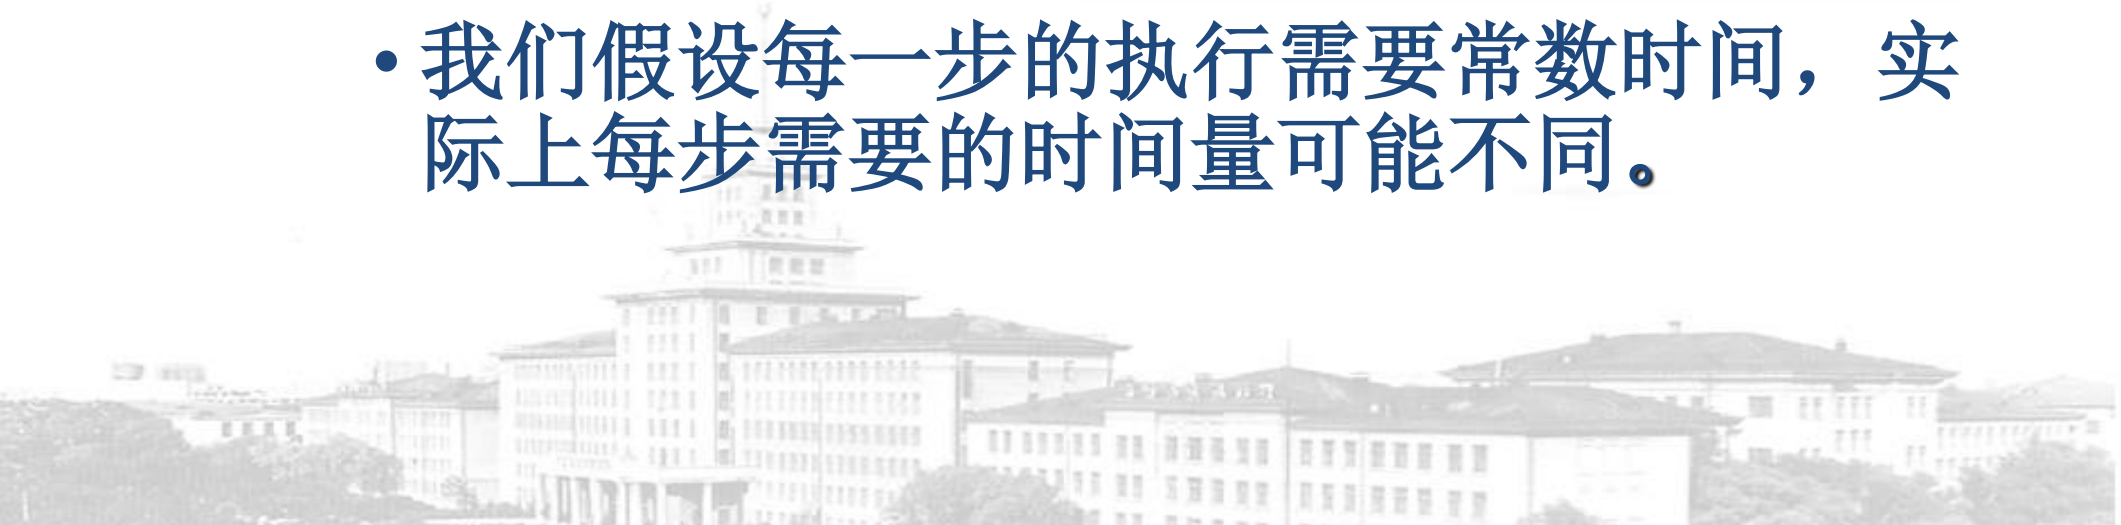 • 我们假设每一步的执行需要常数时间，实
际上每步需要的时间量可能不同。